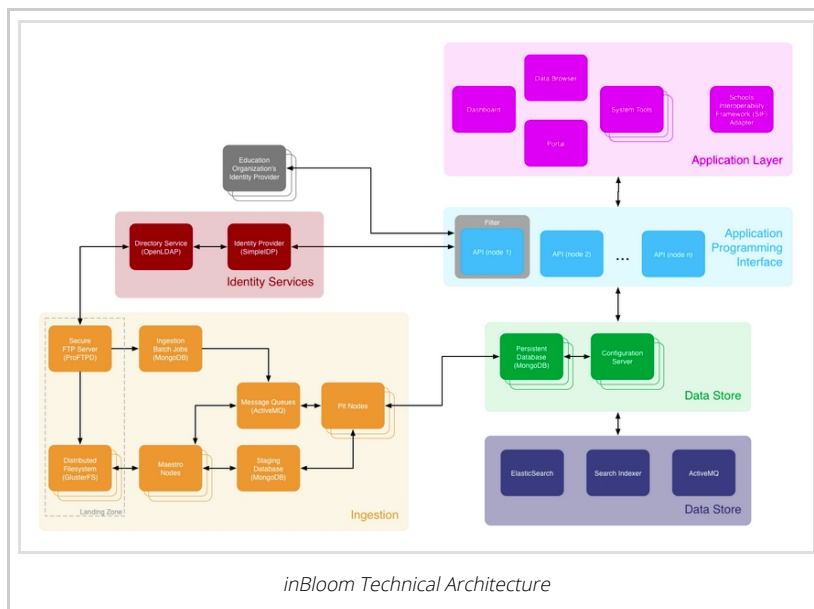 Data Browser
Dashboard
System Tools
Schools
Interoperability
Framework (SIF)
Adapter
Portal
Application Layer
Education
Organization's
Identity Provider
Filter
API (node 1)
API (node 2)
...
API (node n)
Application
Programming
Interface
Directory Service
(OpenLDAP)
Identity Provider
(SimpleIDP)
Identity Services
Secure
FTP Server
(ProFTPD)
Ingestion
Batch Jobs
(MongoDB)
Message Queues
(ActiveMQ)
Pit Nodes
Distributed
Filesystem
(GlusterFS)
Maestro
Nodes
Staging
Database
(MongoDB)
Landing Zone
Ingestion
Persistent
Database
(MongoDB)
Configuration
Server
Data Store
ElasticSearch
Search Indexer
ActiveMQ
Data Store
inBloom Technical Architecture